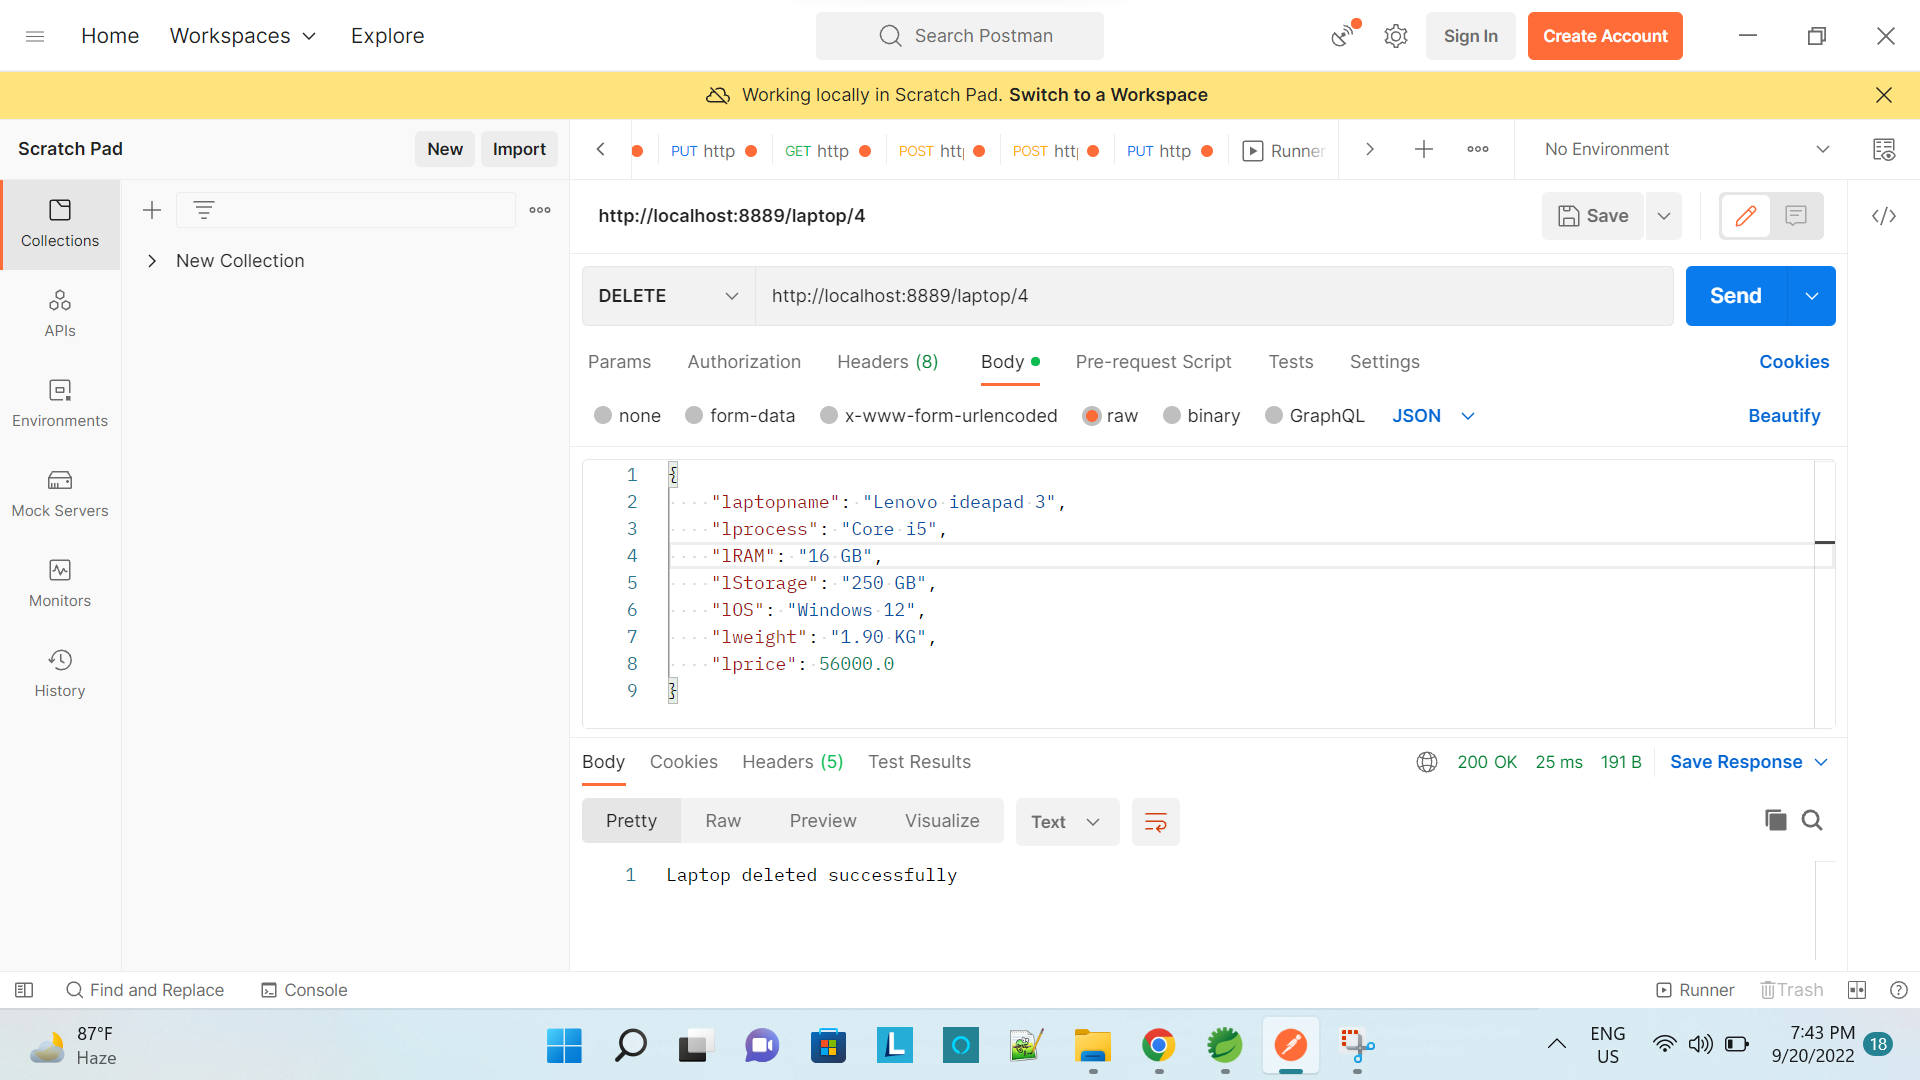 Home Workspaces Explore Search Postman Sign In Create Account
Working locally in Scratch Pad. Switch to a Workspace
Scratch Pad New Import PUT http GET http POST htt POST htt PUT http Runner No Environment
Collections
APIs
Environments
Mock Servers
Monitors
History
New Collection
http://localhost:8889/laptop/4 Save
DELETE http://localhost:8889/laptop/4 Send
Params Authorization Headers (8) Body Pre-request Script Tests Settings Cookies
none form-data x-www-form-urlencoded raw binary GraphQL JSON Beautify
1 {
2 "laptopname": "Lenovo ideapad 3",
3 "lprocess": "Core i5",
4 "lRAM": "16 GB",
5 "lStorage": "250 GB",
6 "lOS": "Windows 12",
7 "lweight": "1.90 KG",
8 "lprice": 56000.0
9 }
Body Cookies Headers (5) Test Results 200 OK 25 ms 191 B Save Response
Pretty Raw Preview Visualize Text
1 Laptop deleted successfully
Find and Replace Console Runner Trash
87°F
Haze
L
ENG
US
7:43 PM
9/20/2022
18